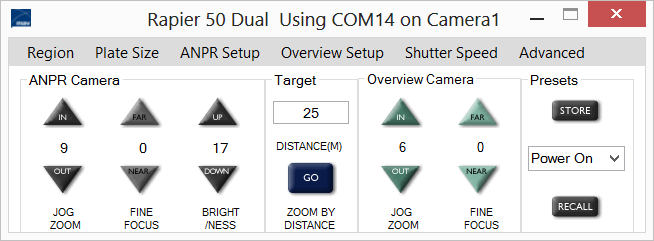 Rapier 50 Dual Using COM14 on Camera1
Region Plate Size ANPR Setup Overview Setup Shutter Speed Advanced
ANPR Camera Target Overview Camera Presets
IN FAR UP 25 IN FAR STORE
9 0 17 DISTANCE(M) 6 0 Power On
OUT NEAR DOWN GO OUT NEAR RECALL
JOG FINE BRIGHT ZOOM BY JOG FINE
ZOOM FOCUS /NESS DISTANCE ZOOM FOCUS